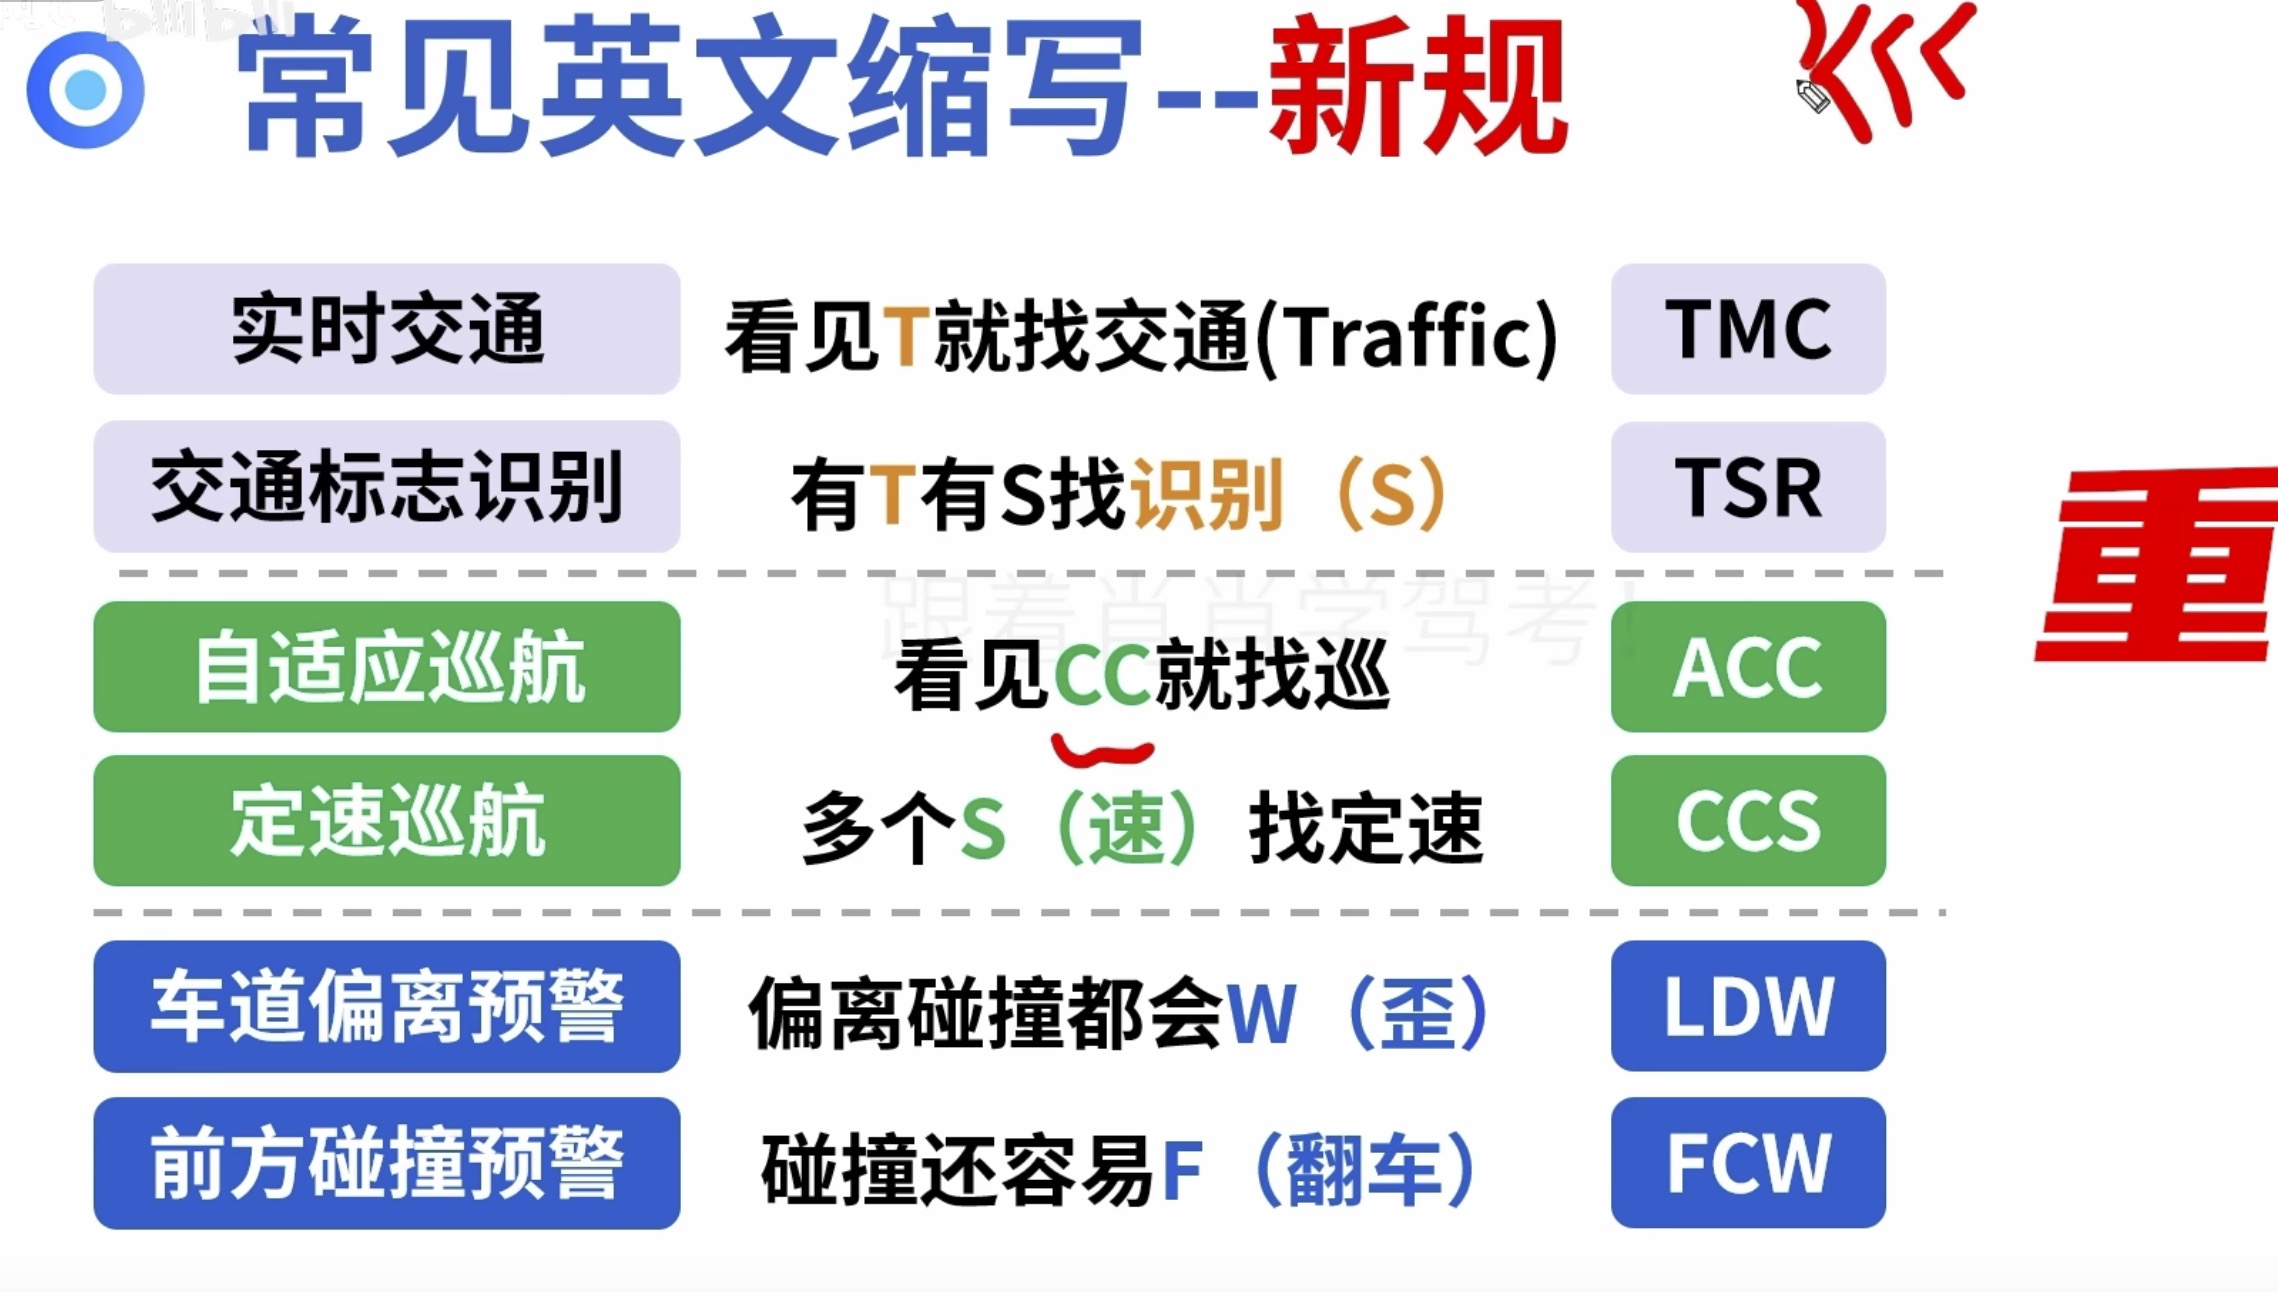 bilibili
常见英文缩写--新规
实时交通 看见T就找交通(Traffic) TMC
交通标志识别 有T有S找识别（S） TSR
重
跟着肖肖学驾考！
自适应巡航 看见CC就找巡 ACC
定速巡航 多个S（速）找定速 CCS
车道偏离预警 偏离碰撞都会W（歪） LDW
前方碰撞预警 碰撞还容易F（翻车） FCW